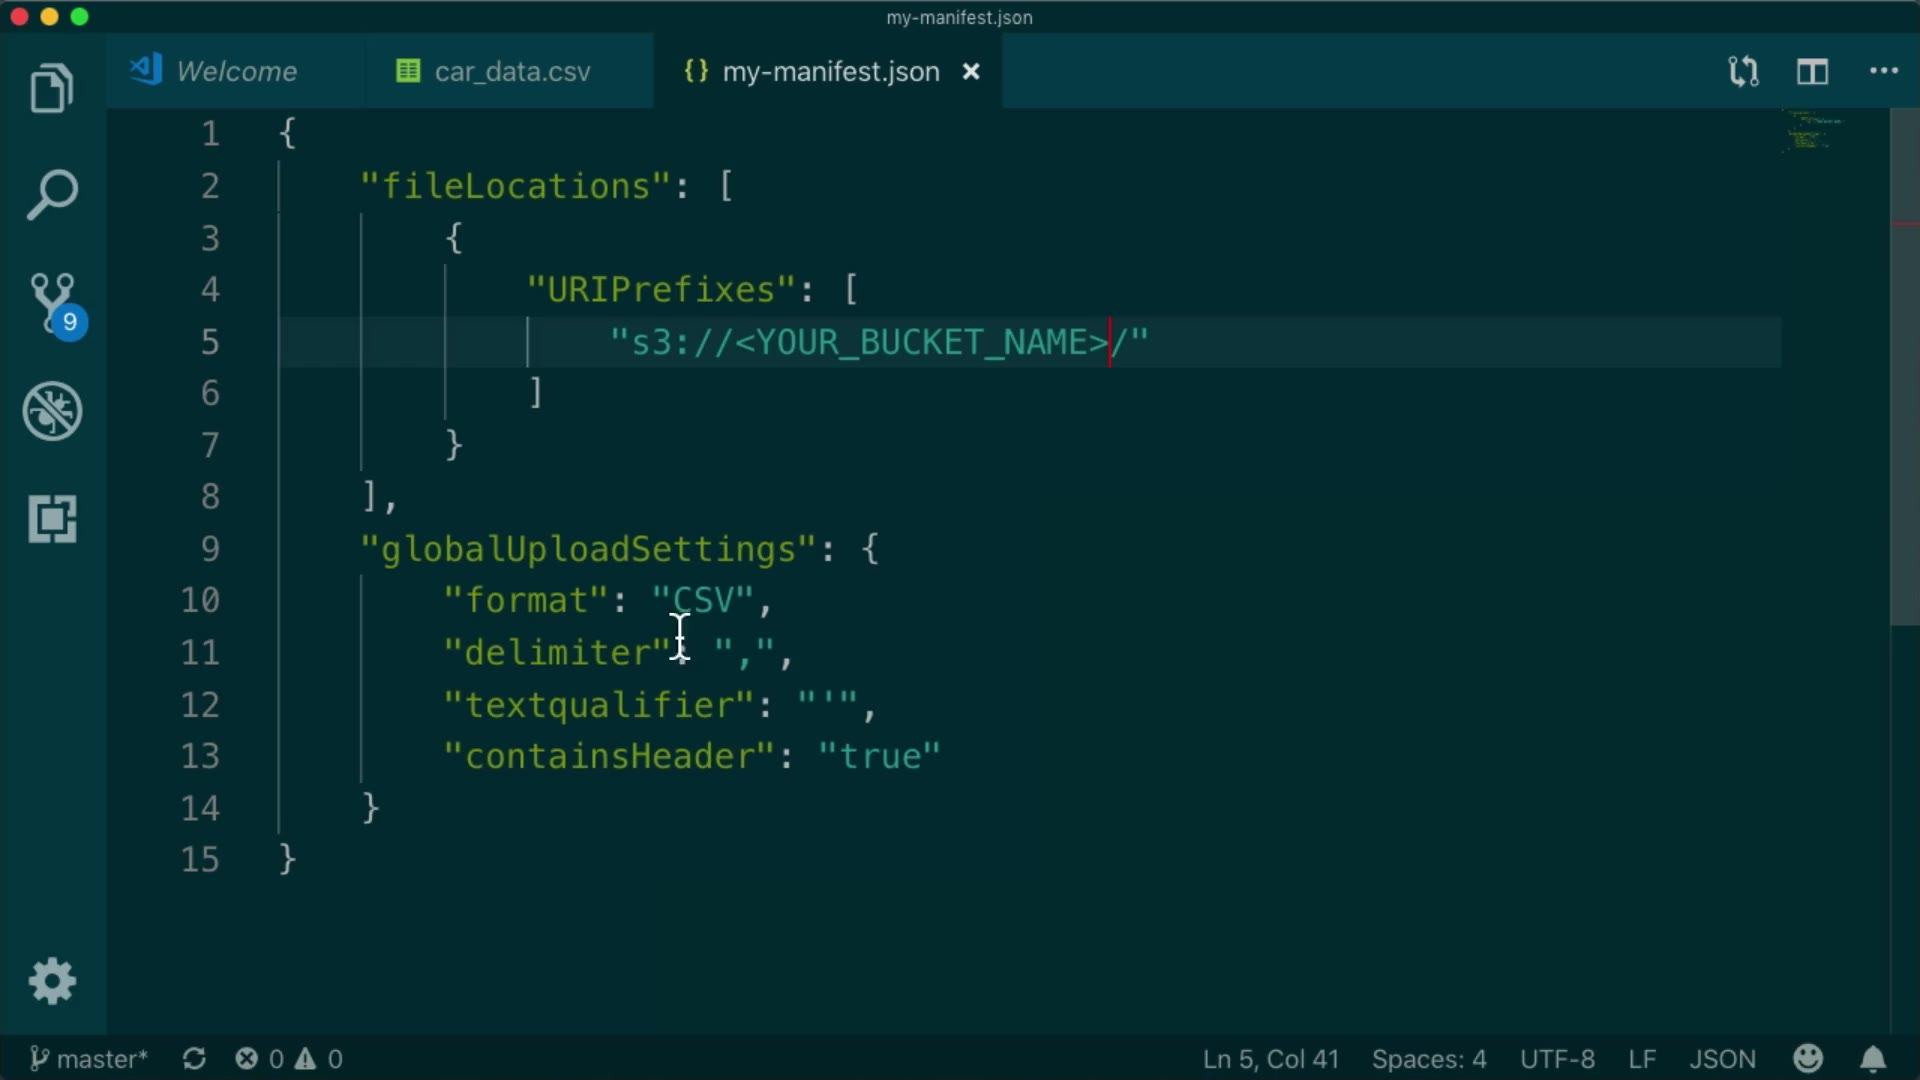 my-manifest.json
Welcome
car_data.csv
{} my-manifest.json ×
1 {
2 "fileLocations": [
3 {
4 "URIPrefixes": [
5 "s3://<YOUR_BUCKET_NAME>/"
6 ]
7 }
8 ],
9 "globalUploadSettings": {
10 "format": "CSV",
11 "delimiter": ",",
12 "textqualifier": "'",
13 "containsHeader": "true"
14 }
15 }
9
master* 0 0 Ln 5, Col 41 Spaces: 4 UTF-8 LF JSON